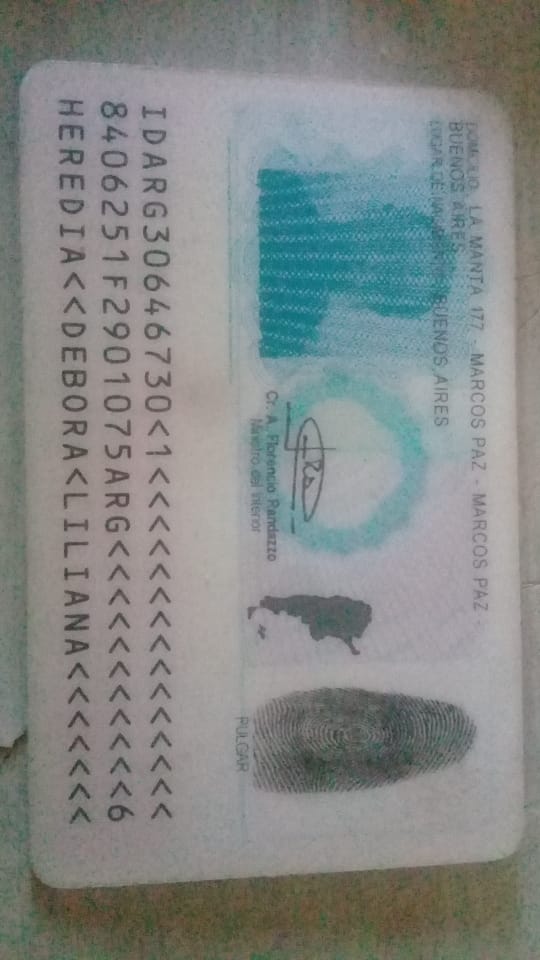 DOMICILIO: LA MANTA 177 - MARCOS PAZ - MARCOS PAZ -
BUENOS AIRES
LUGAR DE NACIMIENTO: BUENOS AIRES
Cr. A. Florencio Randazzo
Ministro del Interior
PULGAR
IDARG30646730<1<<<<<<<<<<<<<<<
8406251F2901075ARG<<<<<<<<<<<6
HEREDIA<<DEBORA<LILIANA<<<<<<<